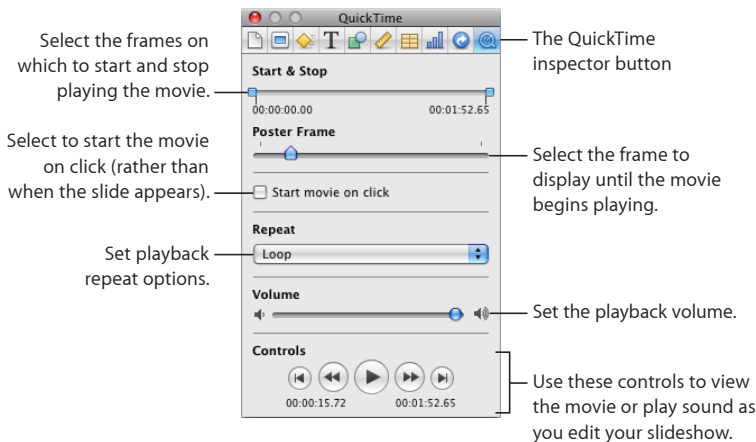 QuickTime
Select the frames on
which to start and stop
playing the movie.
The QuickTime
inspector button
Start & Stop
00:00:00.00 00:01:52.65
Poster Frame
Select to start the movie
on click (rather than
when the slide appears).
Select the frame to
display until the movie
begins playing.
Start movie on click
Repeat
Loop
Set playback
repeat options.
Volume
Set the playback volume.
Controls
00:00:15.72 00:01:52.65
Use these controls to view
the movie or play sound as
you edit your slideshow.